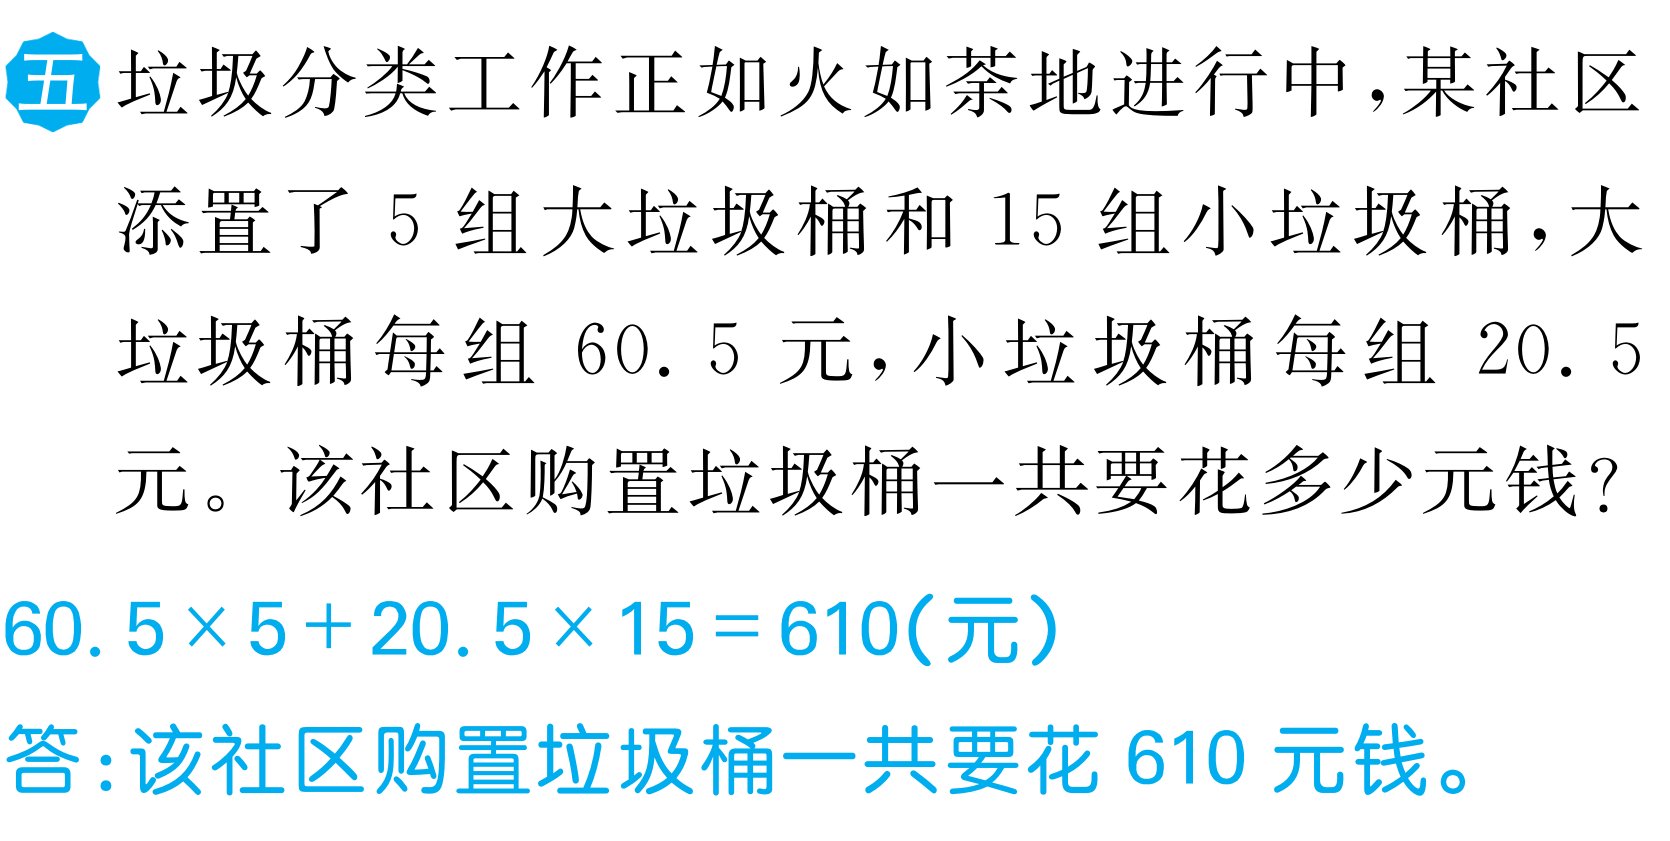 五 垃圾分类工作正如火如荼地进行中,某社区
添置了 5 组大垃圾桶和 15 组小垃圾桶,大
垃圾桶每组 60.5 元,小垃圾桶每组 20.5
元。该社区购置垃圾桶一共要花多少元钱?
60.5×5+20.5×15=610(元)
答:该社区购置垃圾桶一共要花 610 元钱。